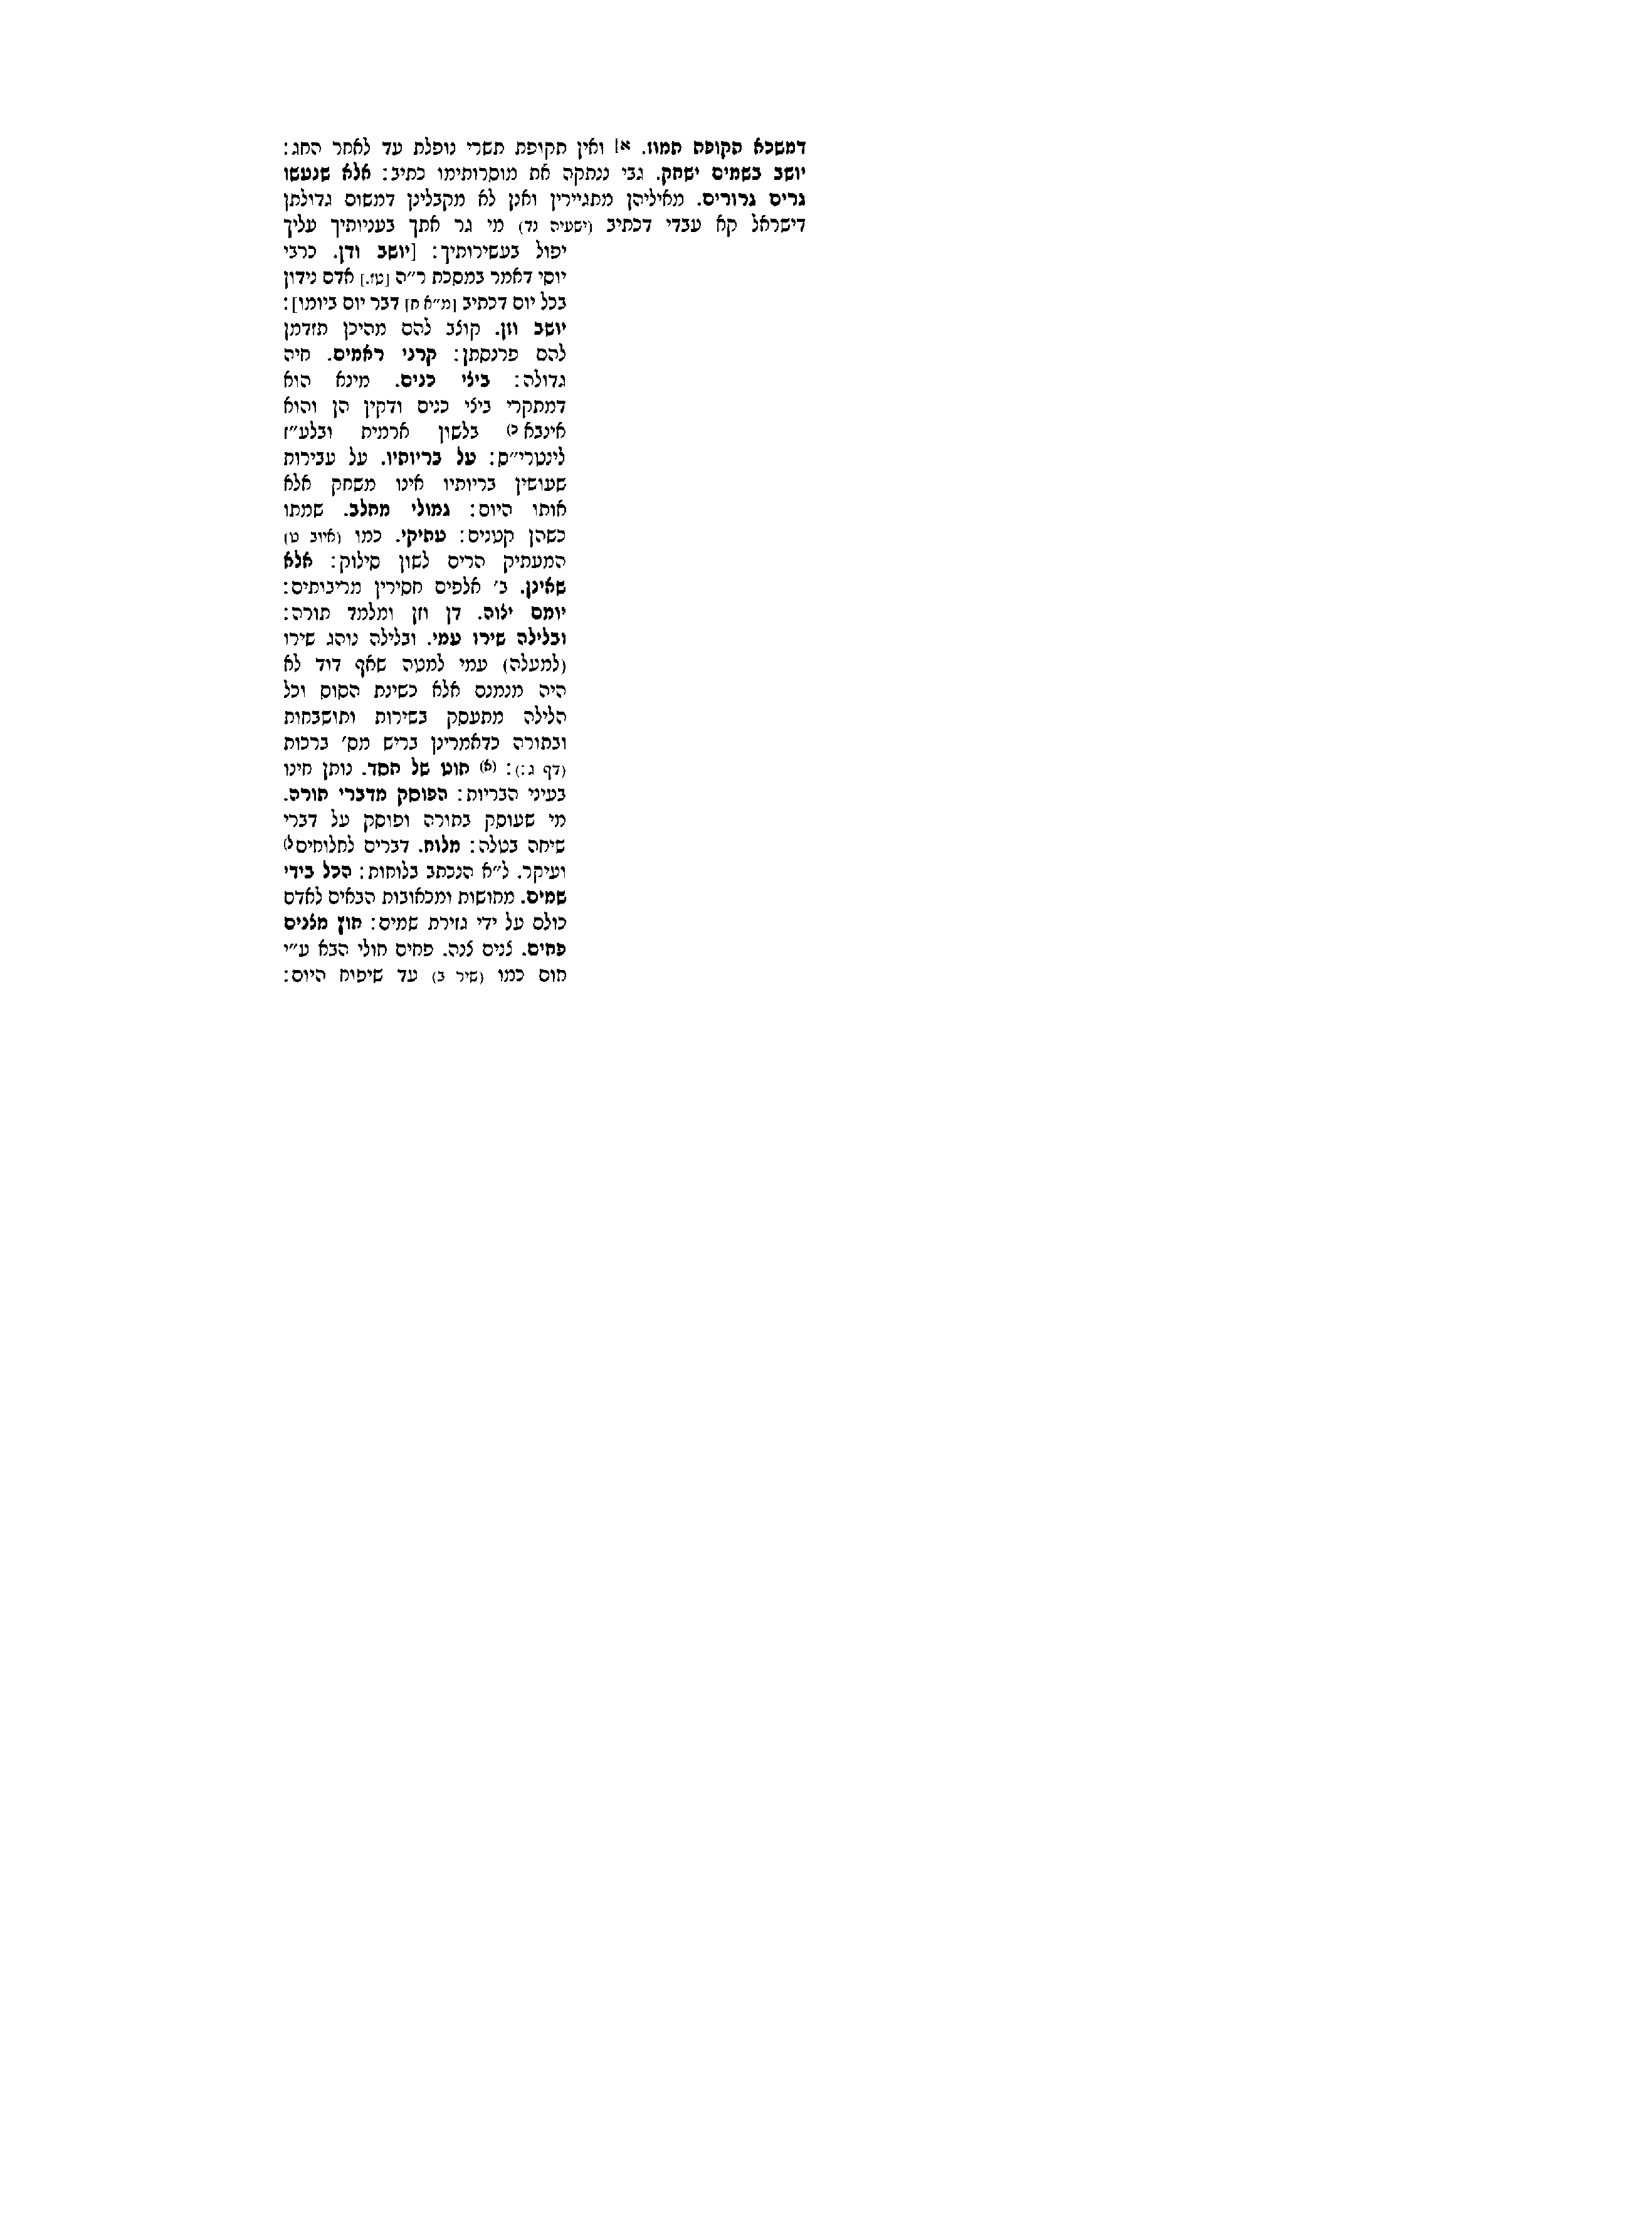 דמשכא תקופת תמוז. א] ואין תקופת תשרי נופלת עד לאחר החג:
יושב בשמים ישחק. גבי ננתקה את מוסרותימו כתיב: אלא שנעשו
גרים גרורים. מאיליהן מתגיירין ואנן לא מקבלינן דמשום גדולתן
דישראל קא עבדי דכתיב (ישעיה נד) מי גר אתך בעניותיך עליך
יפול בעשירותיך: [יושב ודן. כרבי
יוסי דאמר במסכת ר״ה [טז.] אדם נידון
בכל יום דכתיב [מ״א ח] דבר יום ביומו]:
יושב וזן. קוצב להם מהיכן תזדמן
להם פרנסתן: קרני ראמים. חיה
גדולה: ביצי כנים. מינא הוא
דמתקרי ביצי כנים ודקין הן והוא
אינבא כ) בלשון ארמית ובלע״ז
לינטרי״ס: על בריותיו. על עבירות
שעושין בריותיו אינו משחק אלא
אותו היום: גמולי מחלב. שמתו
כשהן קטנים: עתיקי. כמו (איוב ט)
המעתיק הרים לשון סילוק: אלא
שאינן. ב׳ אלפים חסירין מריבותים:
יומם יצוה. דן וזן ומלמד תורה:
ובלילה שירו עמי. ובלילה נוהג שירו
(למעלה) עמי למטה שאף דוד לא
היה מנמנם אלא כשינת הסוס וכל
הלילה מתעסק בשירות ותושבחות
ובתורה כדאמרינן בריש מס׳ ברכות
(דף ג:): (א) חוט של חסד. נותן חינו
בעיני הבריות: הפוסק מדברי תורה.
מי שעוסק בתורה ופוסק על דברי
שיחה בטלה: מלוח. דברים לחלוחים ל)
ועיקר. ל״א הנכתב בלוחות: הכל בידי
שמים. מחושות ומכאובות הבאים לאדם
כולם על ידי גזירת שמים: חוץ מצנים
פחים. צנים צנה. פחים חולי הבא ע״י
חום כמו (שיר ב) עד שיפוח היום: